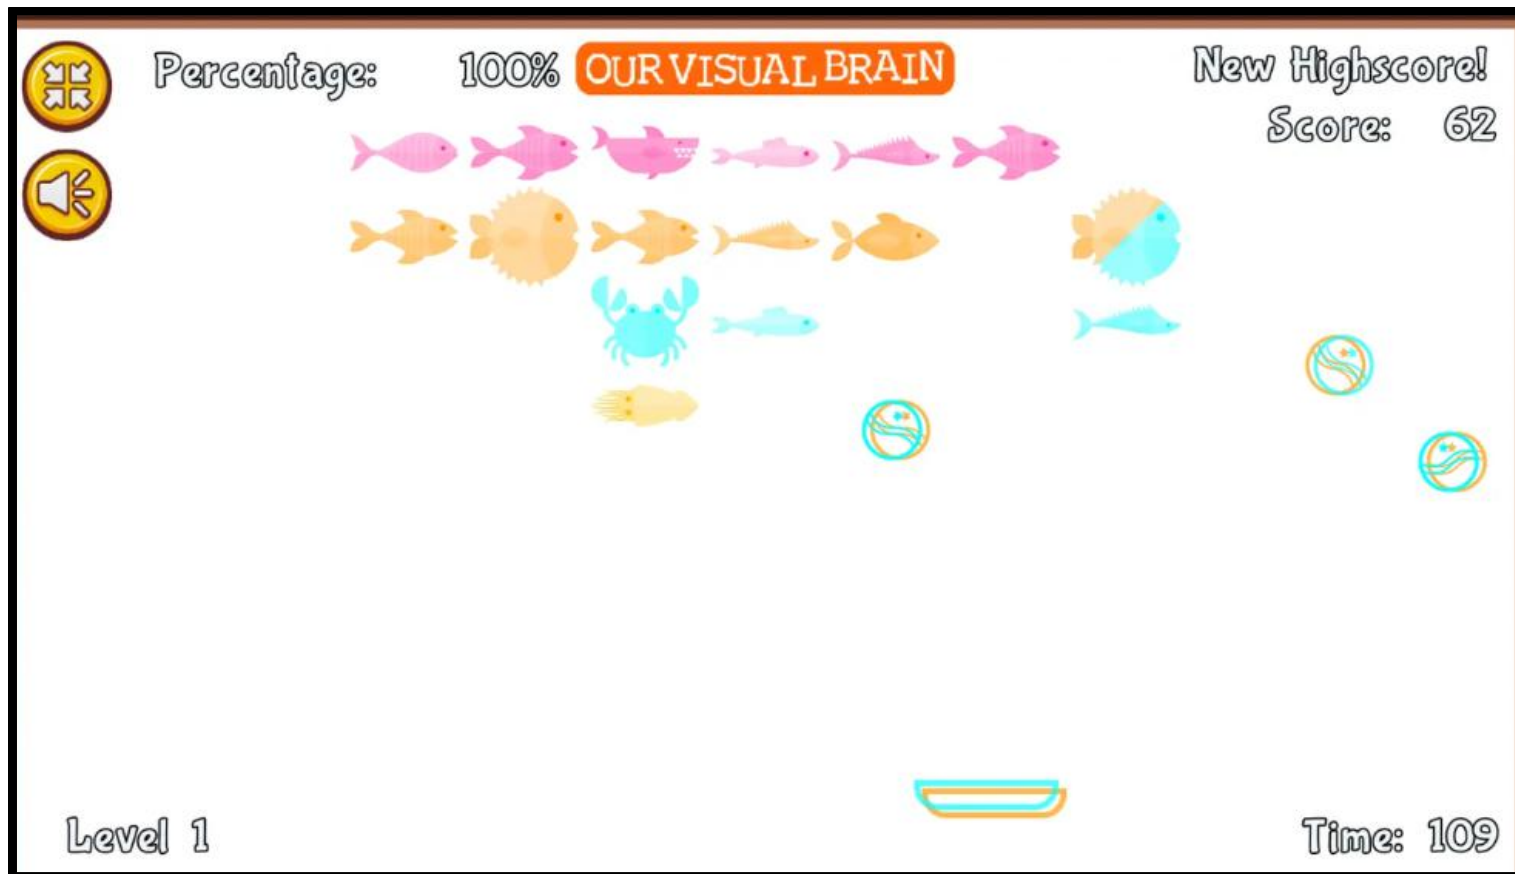 Percentage: 100% OUR VISUAL BRAIN New Highscore!
Score: 62
Level 1 Time: 109